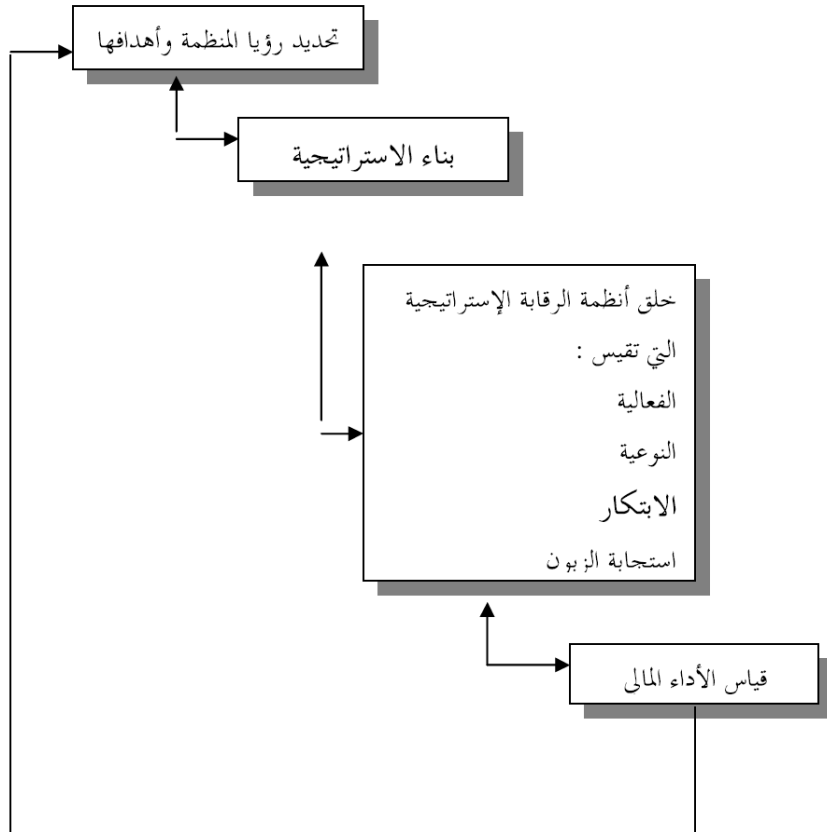 تحديد رؤيا المنظمة وأهدافها
بناء الاستراتيجية
خلق أنظمة الرقابة الإستراتيجية
التي تقيس :
الفعالية
النوعية
الابتكار
استجابة الزبون
قياس الأداء المالي